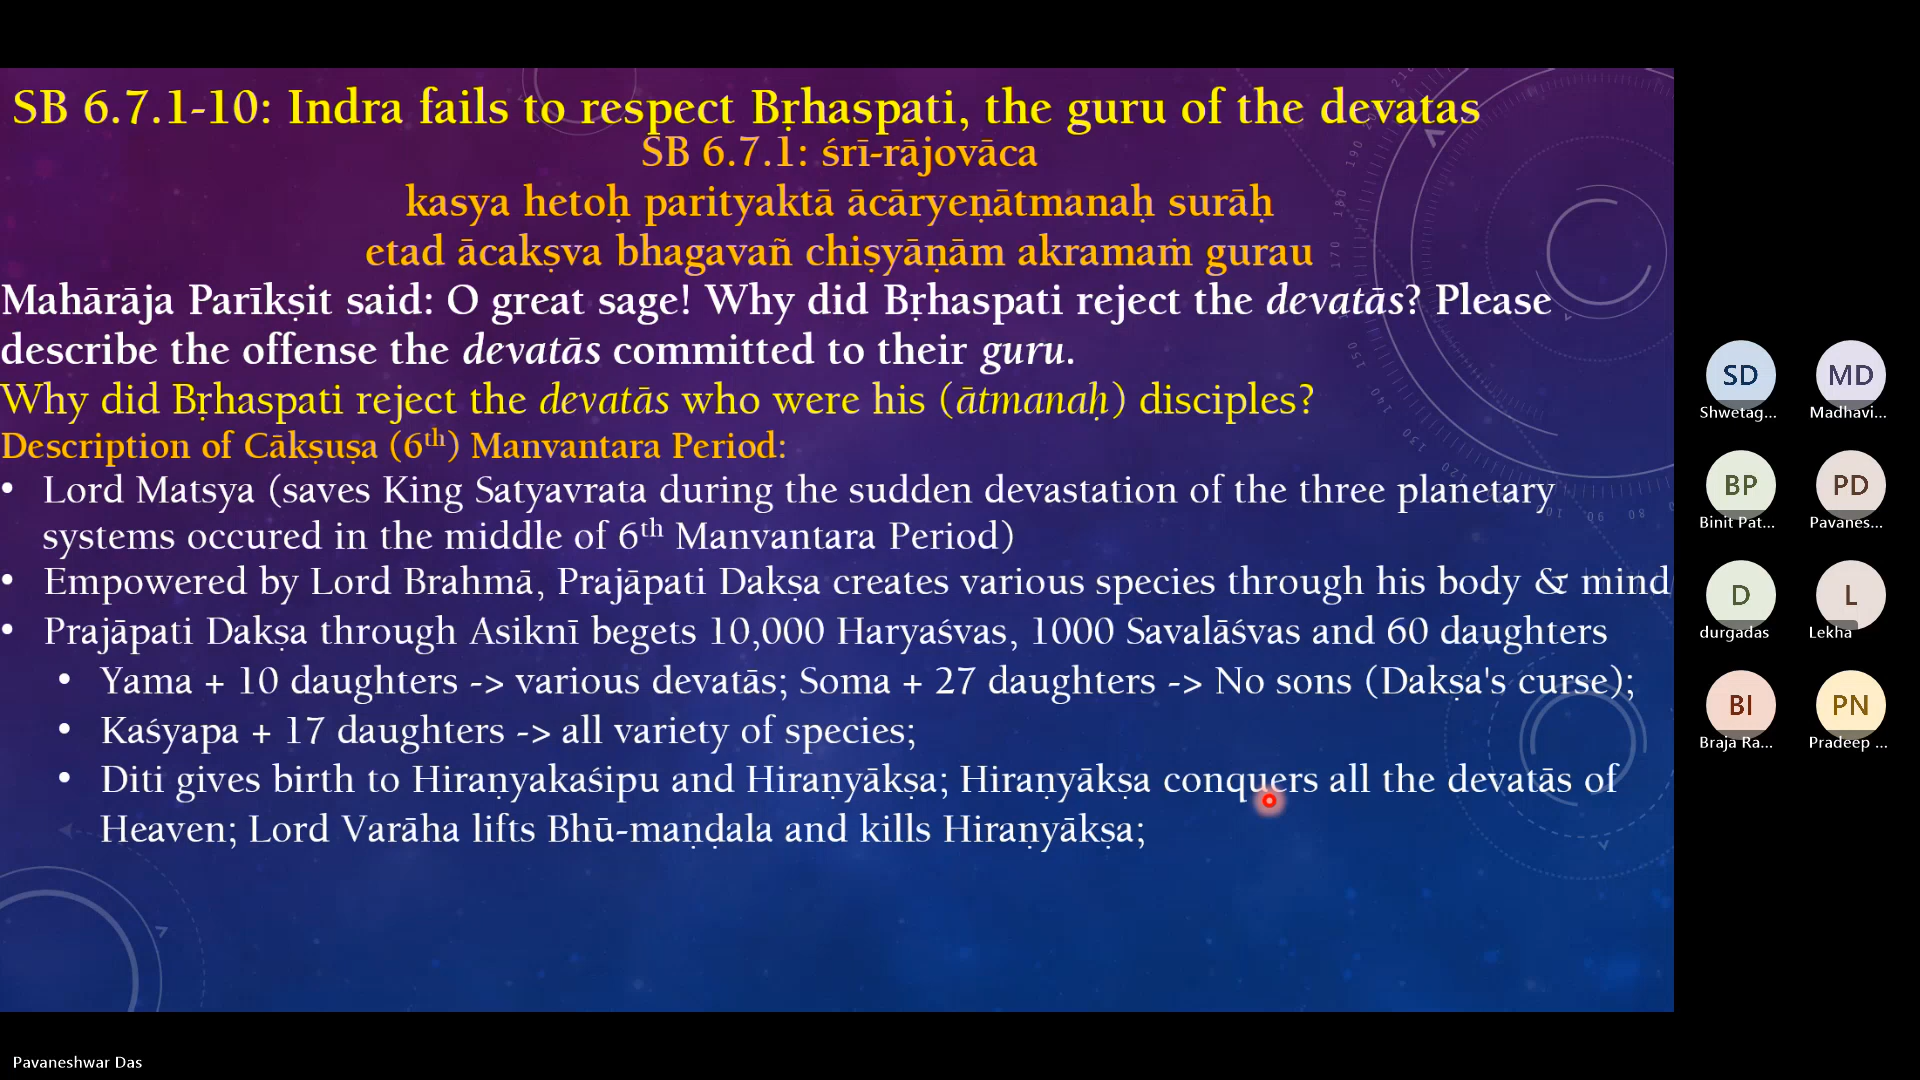 SB 6.7.1-10: Indra fails to respect Bṛhaspati, the guru of the devatas
SB 6.7.1: śrī-rājovāca
kasya hetoḥ parityaktā ācāryeṇātmanaḥ surāḥ
etad ācakṣva bhagavañ chiṣyāṇām akramaṁ gurau
Mahārāja Parīkṣit said: O great sage! Why did Bṛhaspati reject the devatās? Please
describe the offense the devatās committed to their guru.
Why did Bṛhaspati reject the devatās who were his (ātmanaḥ) disciples?
Description of Cākṣuṣa (6th) Manvantara Period:
• Lord Matsya (saves King Satyavrata during the sudden devastation of the three planetary
systems occured in the middle of 6th Manvantara Period)
• Empowered by Lord Brahmā, Prajāpati Dakṣa creates various species through his body & mind
• Prajāpati Dakṣa through Asiknī begets 10,000 Haryaśvas, 1000 Savalāśvas and 60 daughters
• Yama + 10 daughters -> various devatās; Soma + 27 daughters -> No sons (Dakṣa's curse);
• Kaśyapa + 17 daughters -> all variety of species;
• Diti gives birth to Hiraṇyakaśipu and Hiraṇyākṣa; Hiraṇyākṣa conquers all the devatās of
Heaven; Lord Varāha lifts Bhū-maṇḍala and kills Hiraṇyākṣa;
SD MD
Shwetag... Madhavi...
BP PD
Binit Pat... Pavanes...
D L
durgadas Lekha
BI PN
Braja Ra... Pradeep ...
Pavaneshwar Das